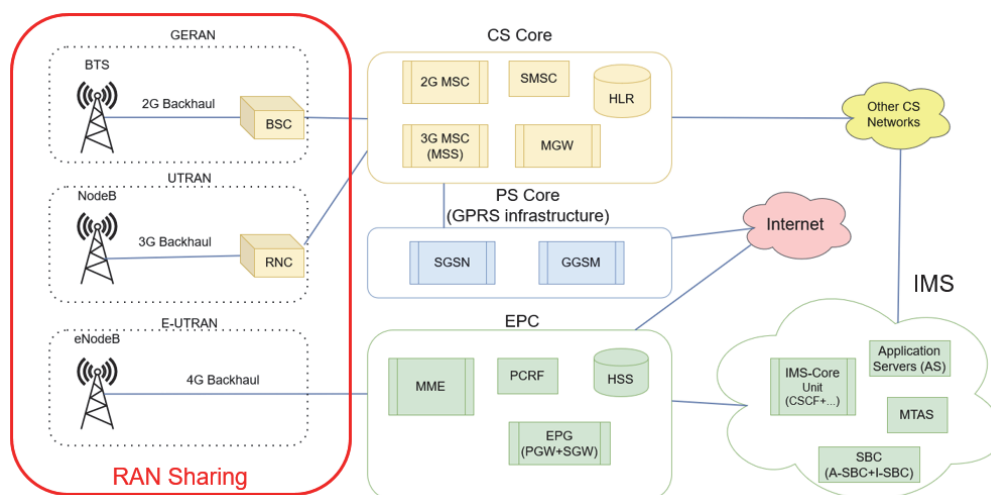 GERAN
BTS
2G Backhaul
BSC
UTRAN
NodeB
3G Backhaul
RNC
E-UTRAN
eNodeB
4G Backhaul
RAN Sharing
CS Core
2G MSC
SMSC
HLR
3G MSC
(MSS)
MGW
PS Core
(GPRS infrastructure)
SGSN
GGSM
EPC
MME
PCRF
HSS
EPG
(PGW+SGW)
Other CS
Networks
Internet
IMS
IMS-Core
Unit
(CSCF+...)
Application
Servers (AS)
MTAS
SBC
(A-SBC+I-SBC)